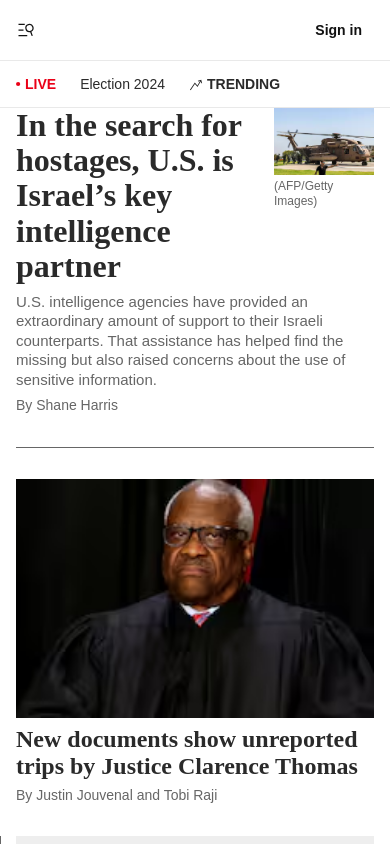 Sign in
LIVE
Election 2024
TRENDING
In the search for
hostages, U.S. is
Israel’s key
intelligence
partner
(AFP/Getty
Images)
U.S. intelligence agencies have provided an
extraordinary amount of support to their Israeli
counterparts. That assistance has helped find the
missing but also raised concerns about the use of
sensitive information.
By Shane Harris
New documents show unreported
trips by Justice Clarence Thomas
By Justin Jouvenal and Tobi Raji